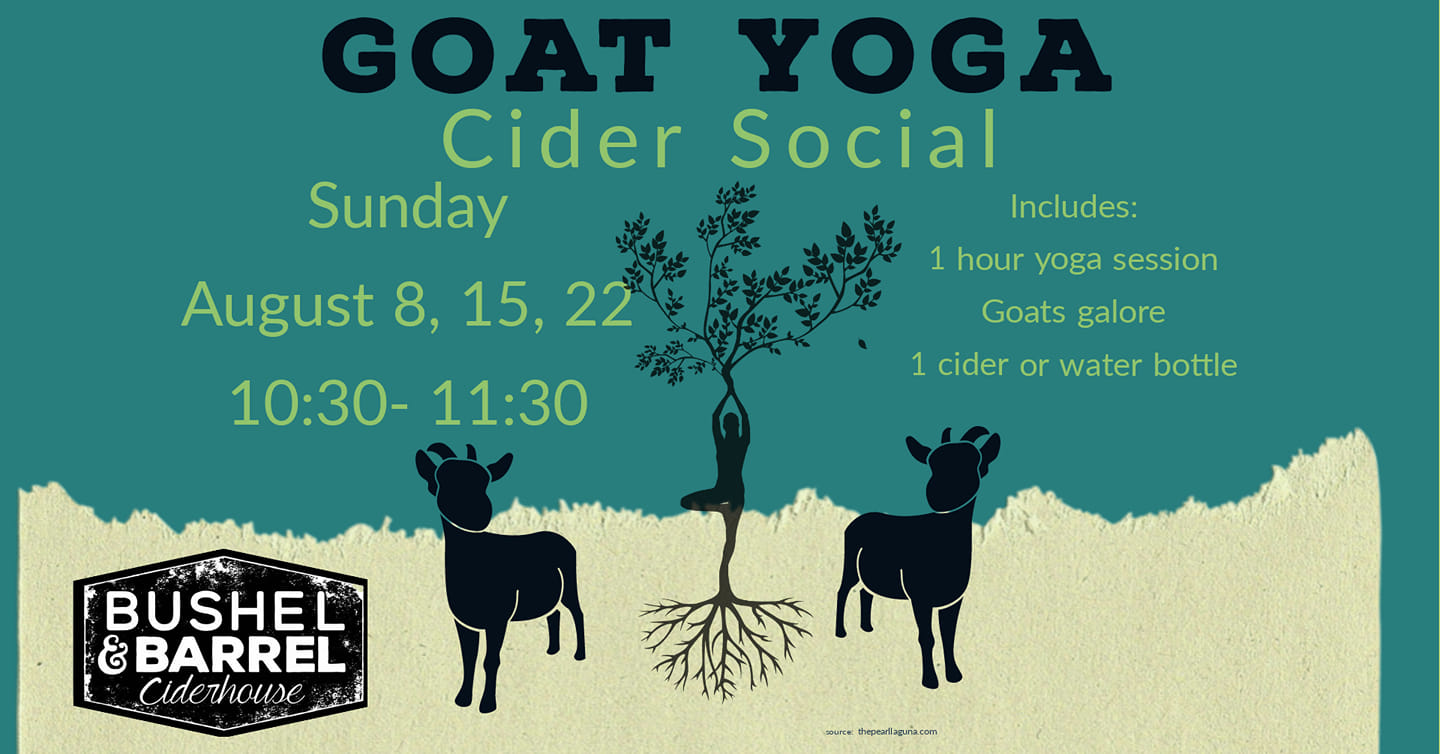 GOAT YOGA
Cider Social
Sunday
August 8, 15, 22
10:30- 11:30
Includes:
1 hour yoga session
Goats galore
1 cider or water bottle
BUSHEL
& BARREL
Ciderhouse
source: thepearllaguna.com